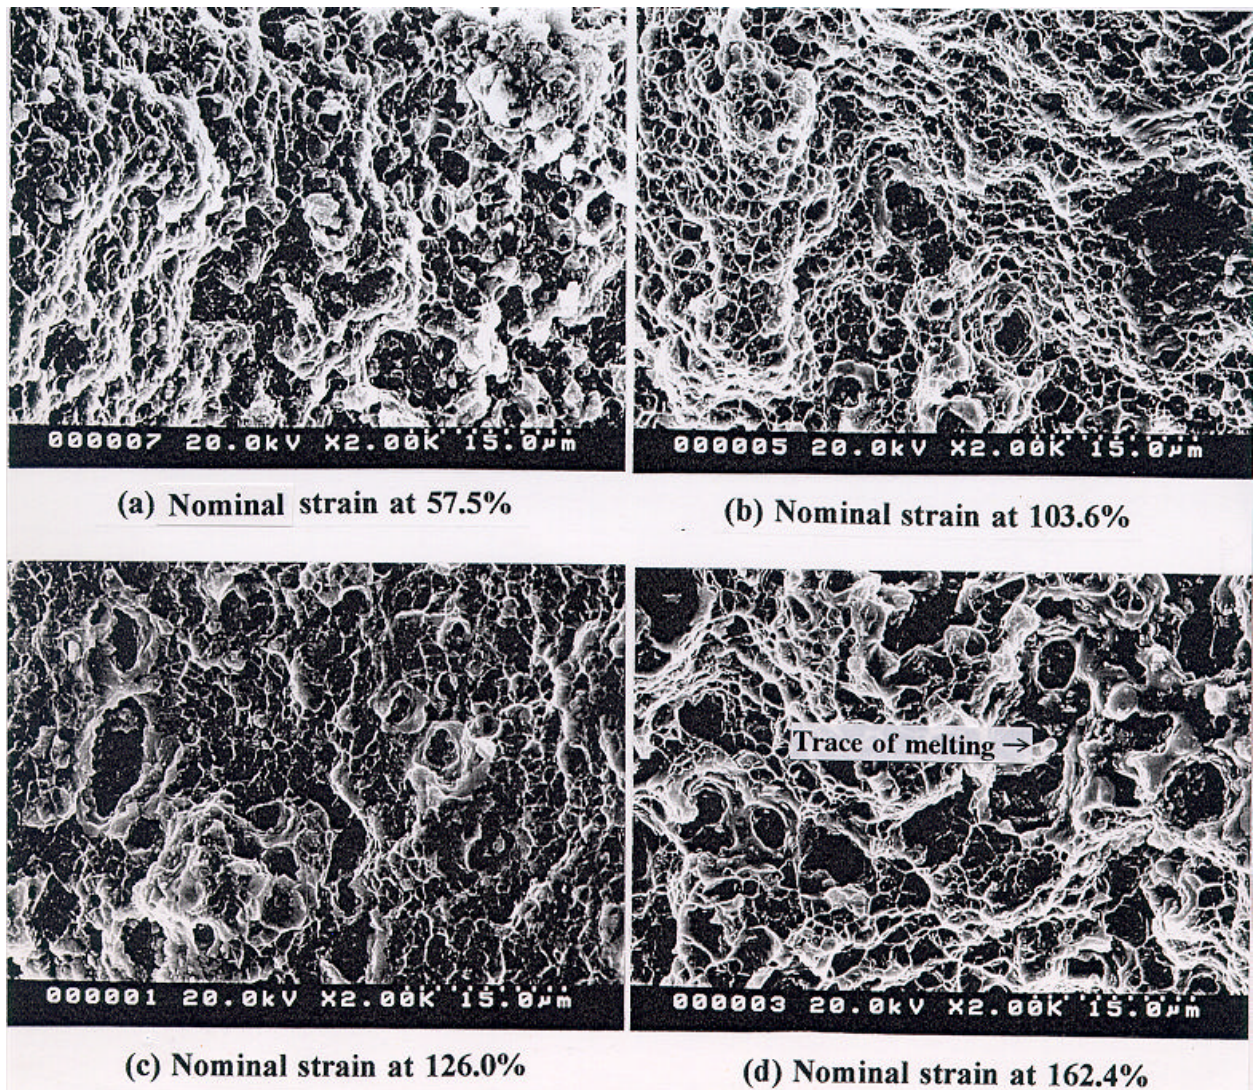 000007 20.0kV X2.00K 15.0µm
000005 20.0kV X2.00K 15.0µm
(a) Nominal strain at 57.5%
(b) Nominal strain at 103.6%
Trace of melting →
000001 20.0kV X2.00K 15.0µm
000003 20.0kV X2.00K 15.0µm
(c) Nominal strain at 126.0%
(d) Nominal strain at 162.4%